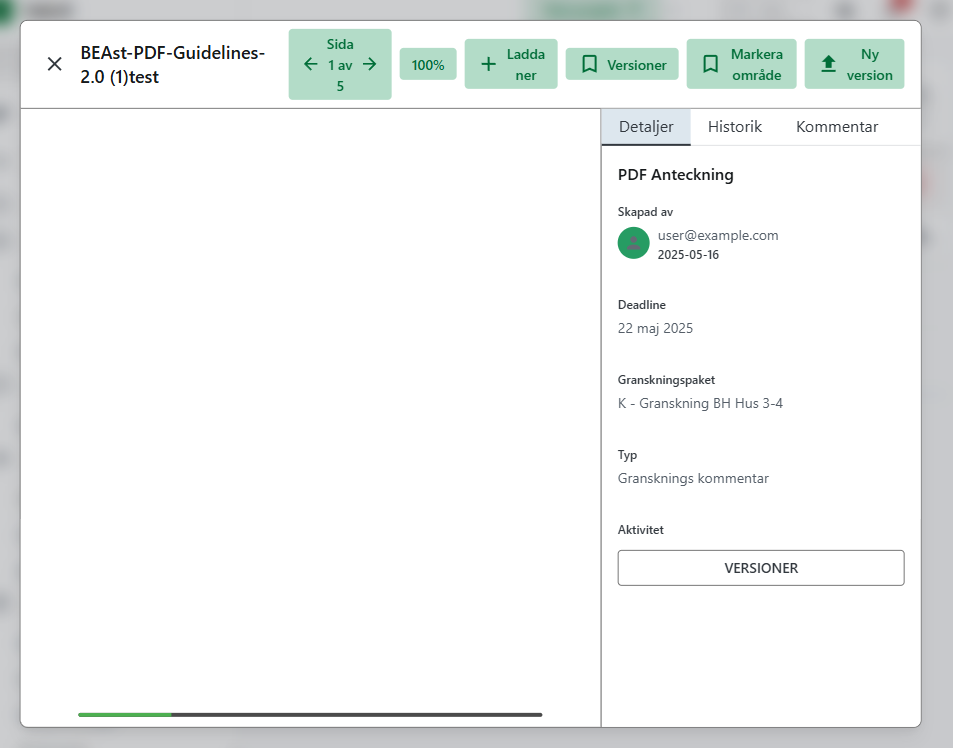 BEAst-PDF-Guidelines-
2.0 (1)test
Sida
1 av
5
100%
Ladda
ner
Versioner
Markera
område
Ny
version
Detaljer
Historik
Kommentar
PDF Anteckning
Skapad av
user@example.com
2025-05-16
Deadline
22 maj 2025
Granskningspaket
K - Granskning BH Hus 3-4
Typ
Gransknings kommentar
Aktivitet
VERSIONER